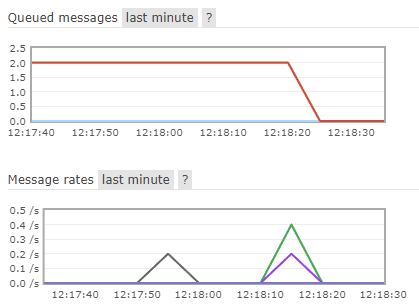 Queued messages last minute ?
2.5
2.0
1.5
1.0
0.5
0.0
12:17:40 12:17:50 12:18:00 12:18:10 12:18:20 12:18:30
Message rates last minute ?
0.5 /s
0.4 /s
0.3 /s
0.2 /s
0.1 /s
0.0 /s
12:17:40 12:17:50 12:18:00 12:18:10 12:18:20 12:18:30